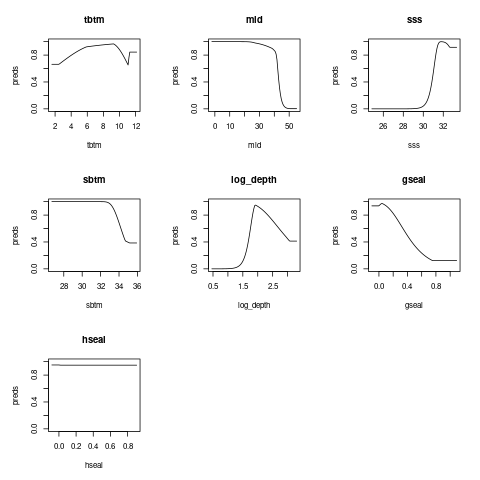 tbtm
mld
sss
preds
0.0 0.4 0.8
2 4 6 8 10 12
tbtm
preds
0.0 0.4 0.8
0 10 30 50
mld
preds
0.0 0.4 0.8
26 28 30 32
sss
sbtm
log_depth
gseal
preds
0.0 0.4 0.8
28 30 32 34 36
sbtm
preds
0.0 0.4 0.8
0.5 1.5 2.5
log_depth
preds
0.0 0.4 0.8
0.0 0.4 0.8
gseal
hseal
preds
0.0 0.4 0.8
0.0 0.2 0.4 0.6 0.8
hseal